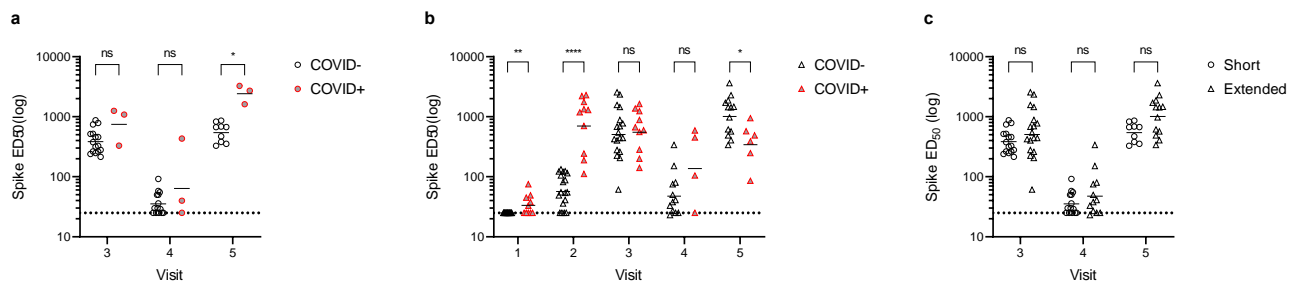 a
Spike ED50 (log)
10000
1000
100
10
ns
ns
*
3
4
5
Visit
COVID-
COVID+
b
Spike ED50 (log)
10000
1000
100
10
**
****
ns
ns
*
1
2
3
4
5
Visit
COVID-
COVID+
c
Spike ED50 (log)
10000
1000
100
10
ns
ns
ns
3
4
5
Visit
Short
Extended